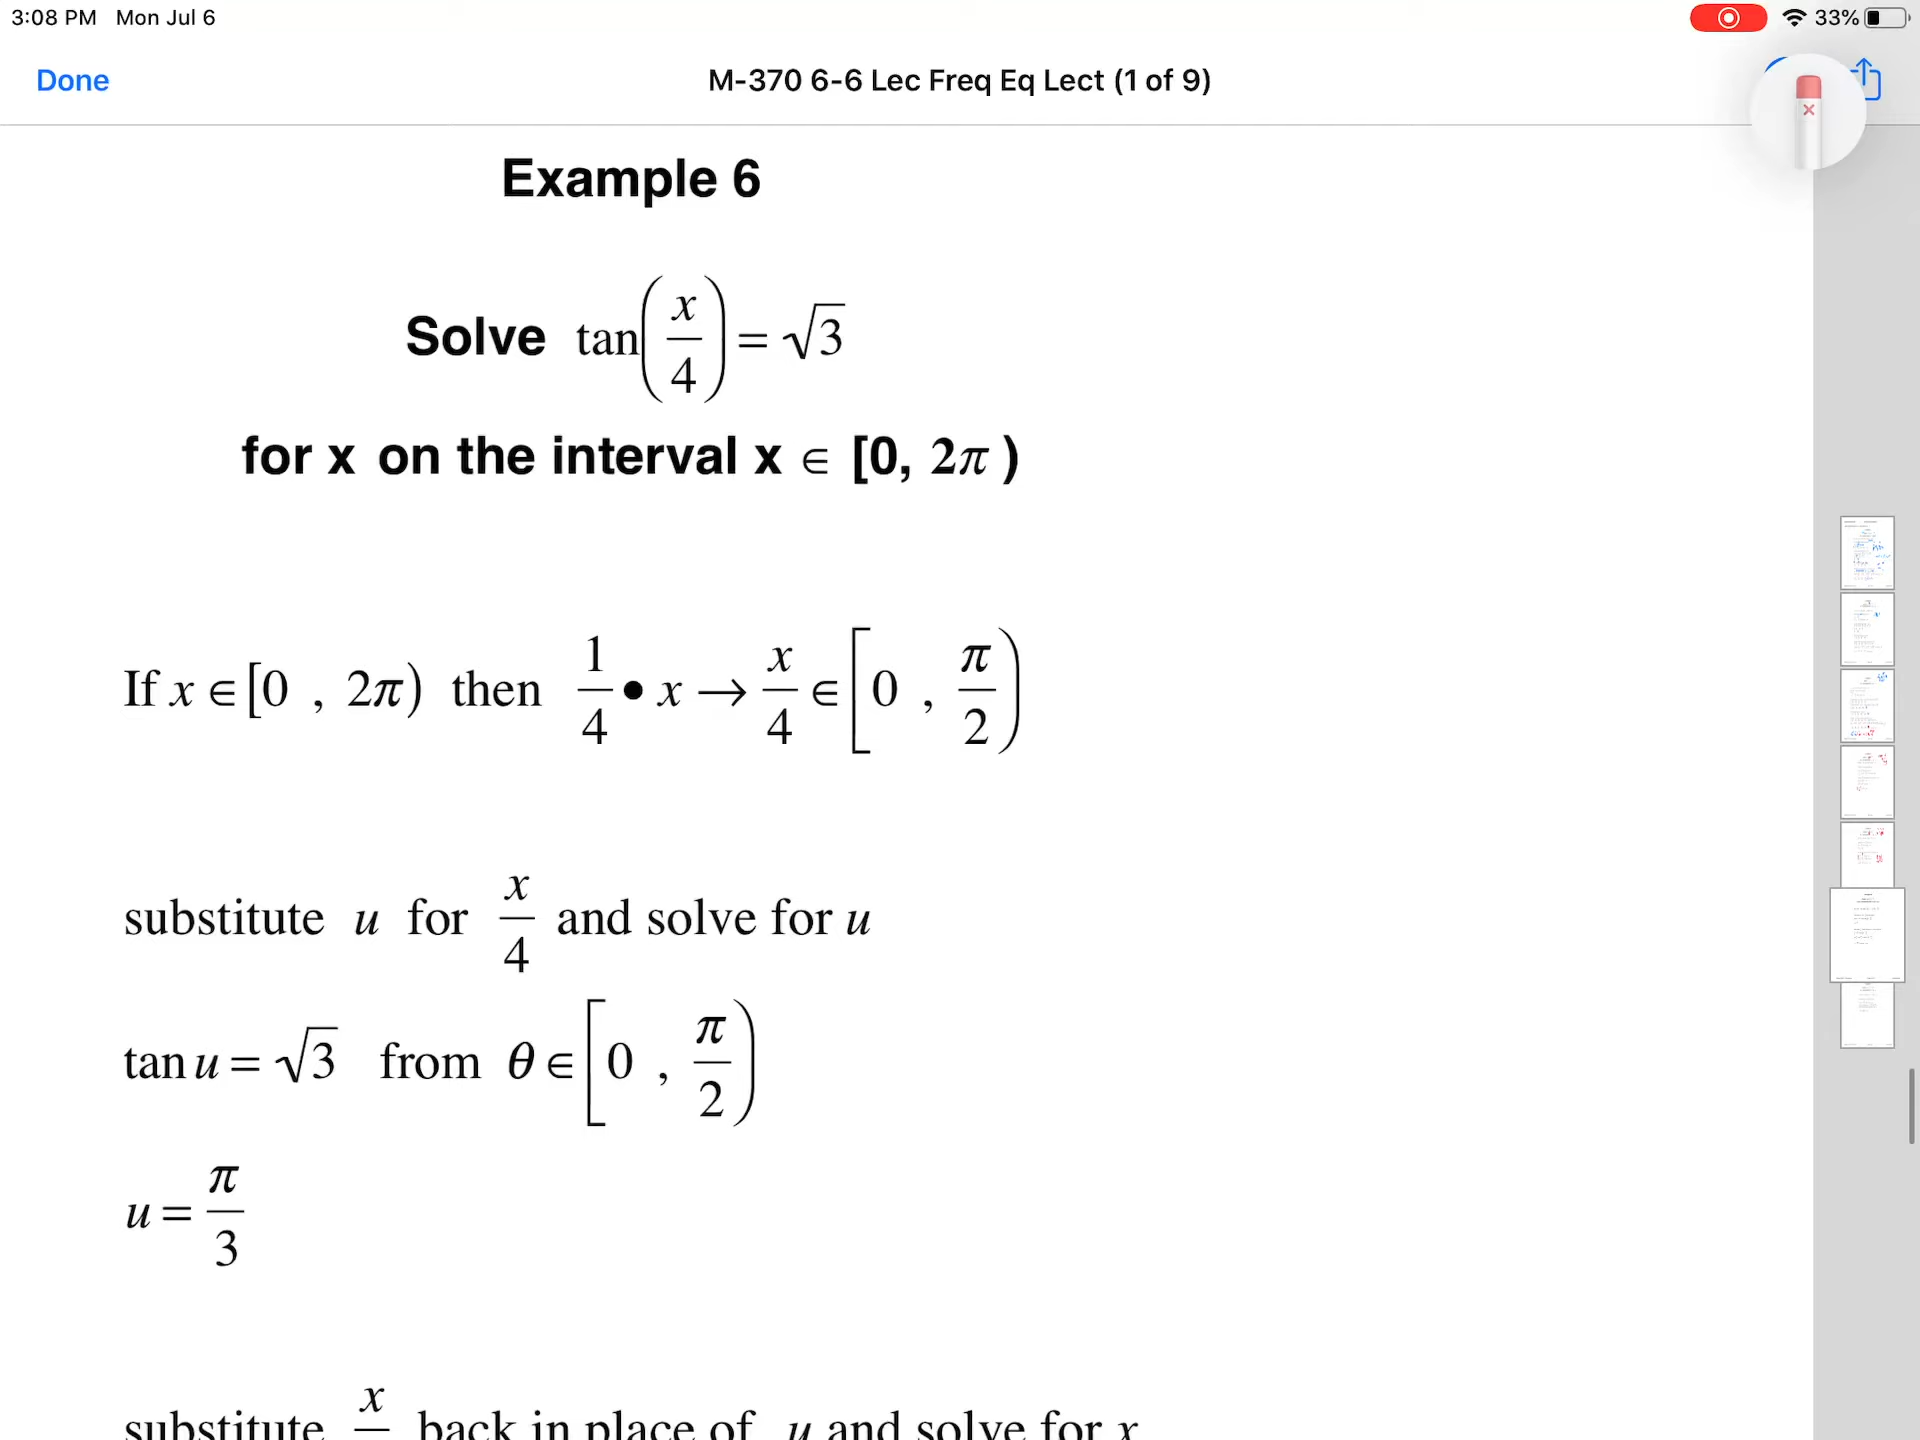 3:08 PM Mon Jul 6 33%
Done M-370 6-6 Lec Freq Eq Lect (1 of 9)
Example 6
Solve tan(x/4) = √3
for x on the interval x ∈ [0, 2π )
If x ∈ [0 , 2π) then 1/4 • x → x/4 ∈ [0 , π/2)
substitute u for x/4 and solve for u
tan u = √3 from θ ∈ [0 , π/2)
u = π/3
substitute x back in place of u and solve for x